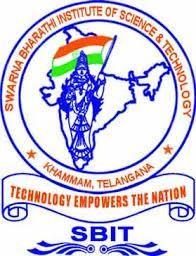 SWARNA BHARATHI INSTITUTE OF SCIENCE & TECHNOLOGY
KHAMMAM, TELANGANA
TECHNOLOGY EMPOWERS THE NATION
SBIT